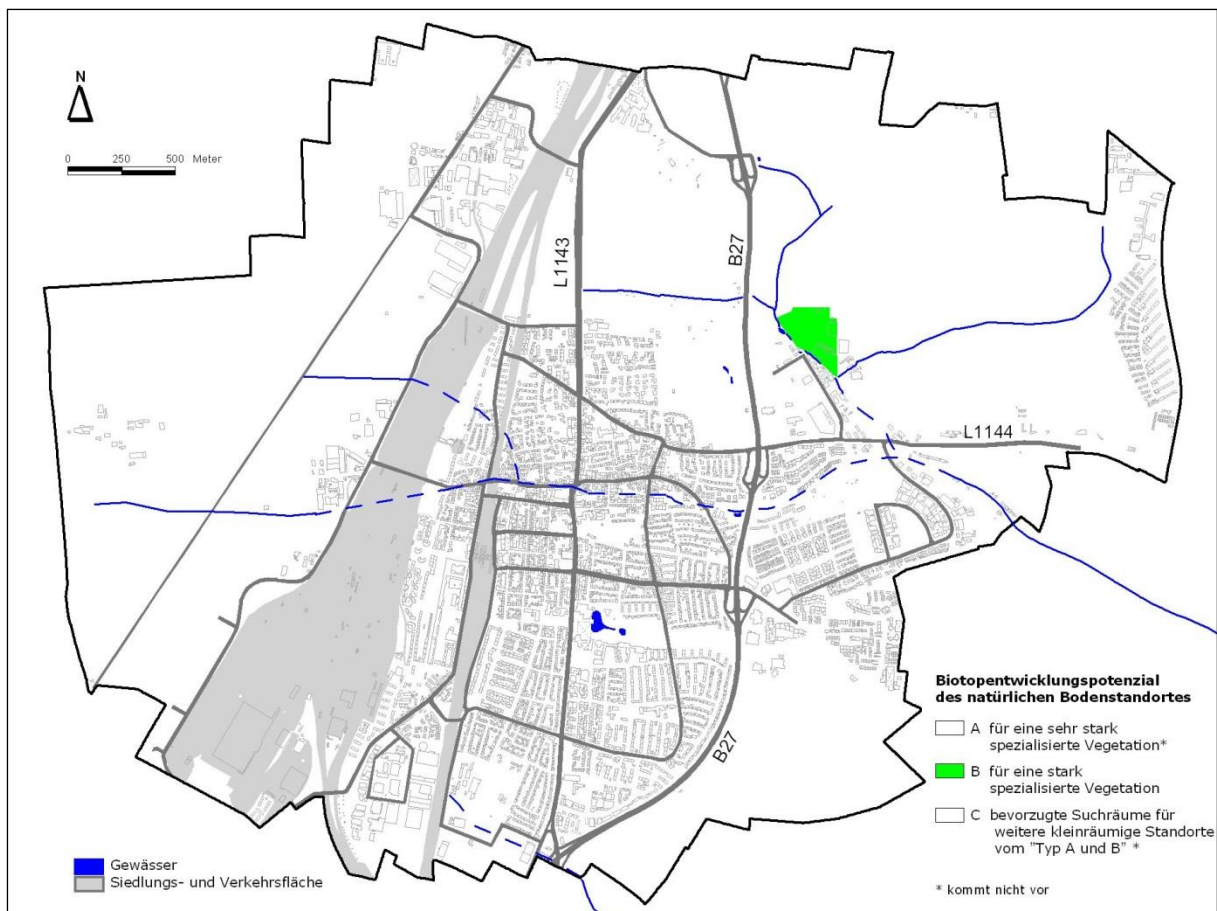 N
0 250 500 Meter
L1143
B27
L1144
B27
Biotopentwicklungspotenzial
des natürlichen Bodenstandortes
A für eine sehr stark
spezialisierte Vegetation*
B für eine stark
spezialisierte Vegetation
C bevorzugte Suchräume für
weitere kleinräumige Standorte
vom "Typ A und B" *
* kommt nicht vor
Gewässer
Siedlungs- und Verkehrsfläche